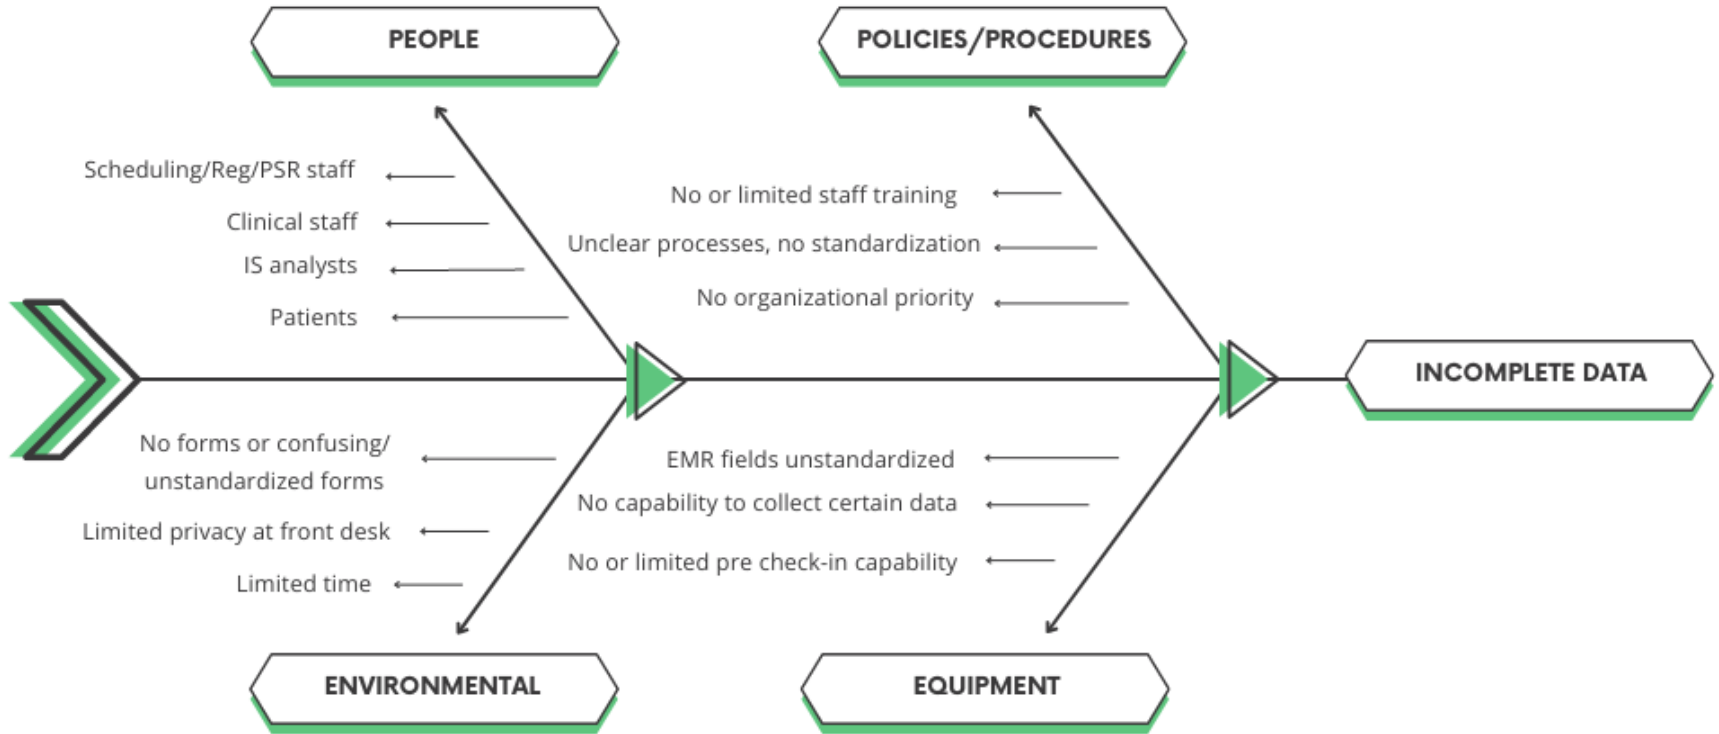 PEOPLE
Scheduling/Reg/PSR staff
Clinical staff
IS analysts
Patients
POLICIES/PROCEDURES
No or limited staff training
Unclear processes, no standardization
No organizational priority
INCOMPLETE DATA
No forms or confusing/
unstandardized forms
Limited privacy at front desk
Limited time
ENVIRONMENTAL
EMR fields unstandardized
No capability to collect certain data
No or limited pre check-in capability
EQUIPMENT